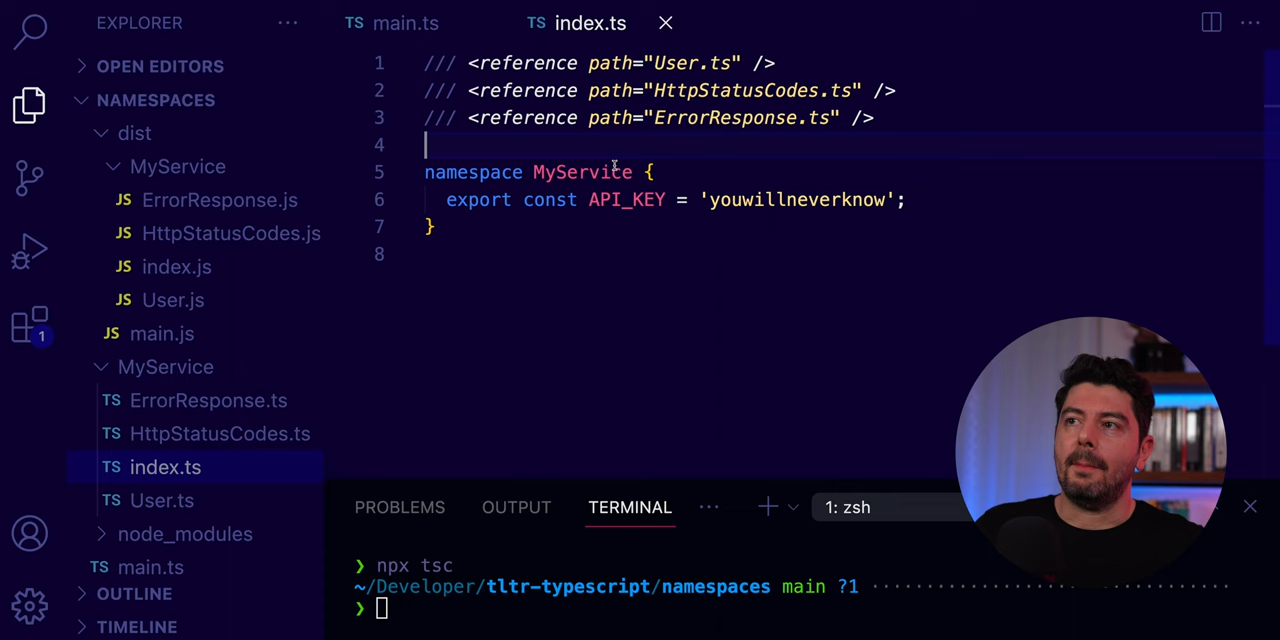 EXPLORER ···
TS main.ts
TS index.ts
OPEN EDITORS
NAMESPACES
dist
MyService
JS ErrorResponse.js
JS HttpStatusCodes.js
JS index.js
JS User.js
JS main.js
MyService
TS ErrorResponse.ts
TS HttpStatusCodes.ts
TS index.ts
TS User.ts
node_modules
TS main.ts
OUTLINE
TIMELINE
1
1 /// <reference path="User.ts" />
2 /// <reference path="HttpStatusCodes.ts" />
3 /// <reference path="ErrorResponse.ts" />
4
5 namespace MyService {
6 export const API_KEY = 'youwillneverknow';
7 }
8
PROBLEMS OUTPUT TERMINAL ··· 1: zsh
❯ npx tsc
~/Developer/tltr-typescript/namespaces main ?1
❯